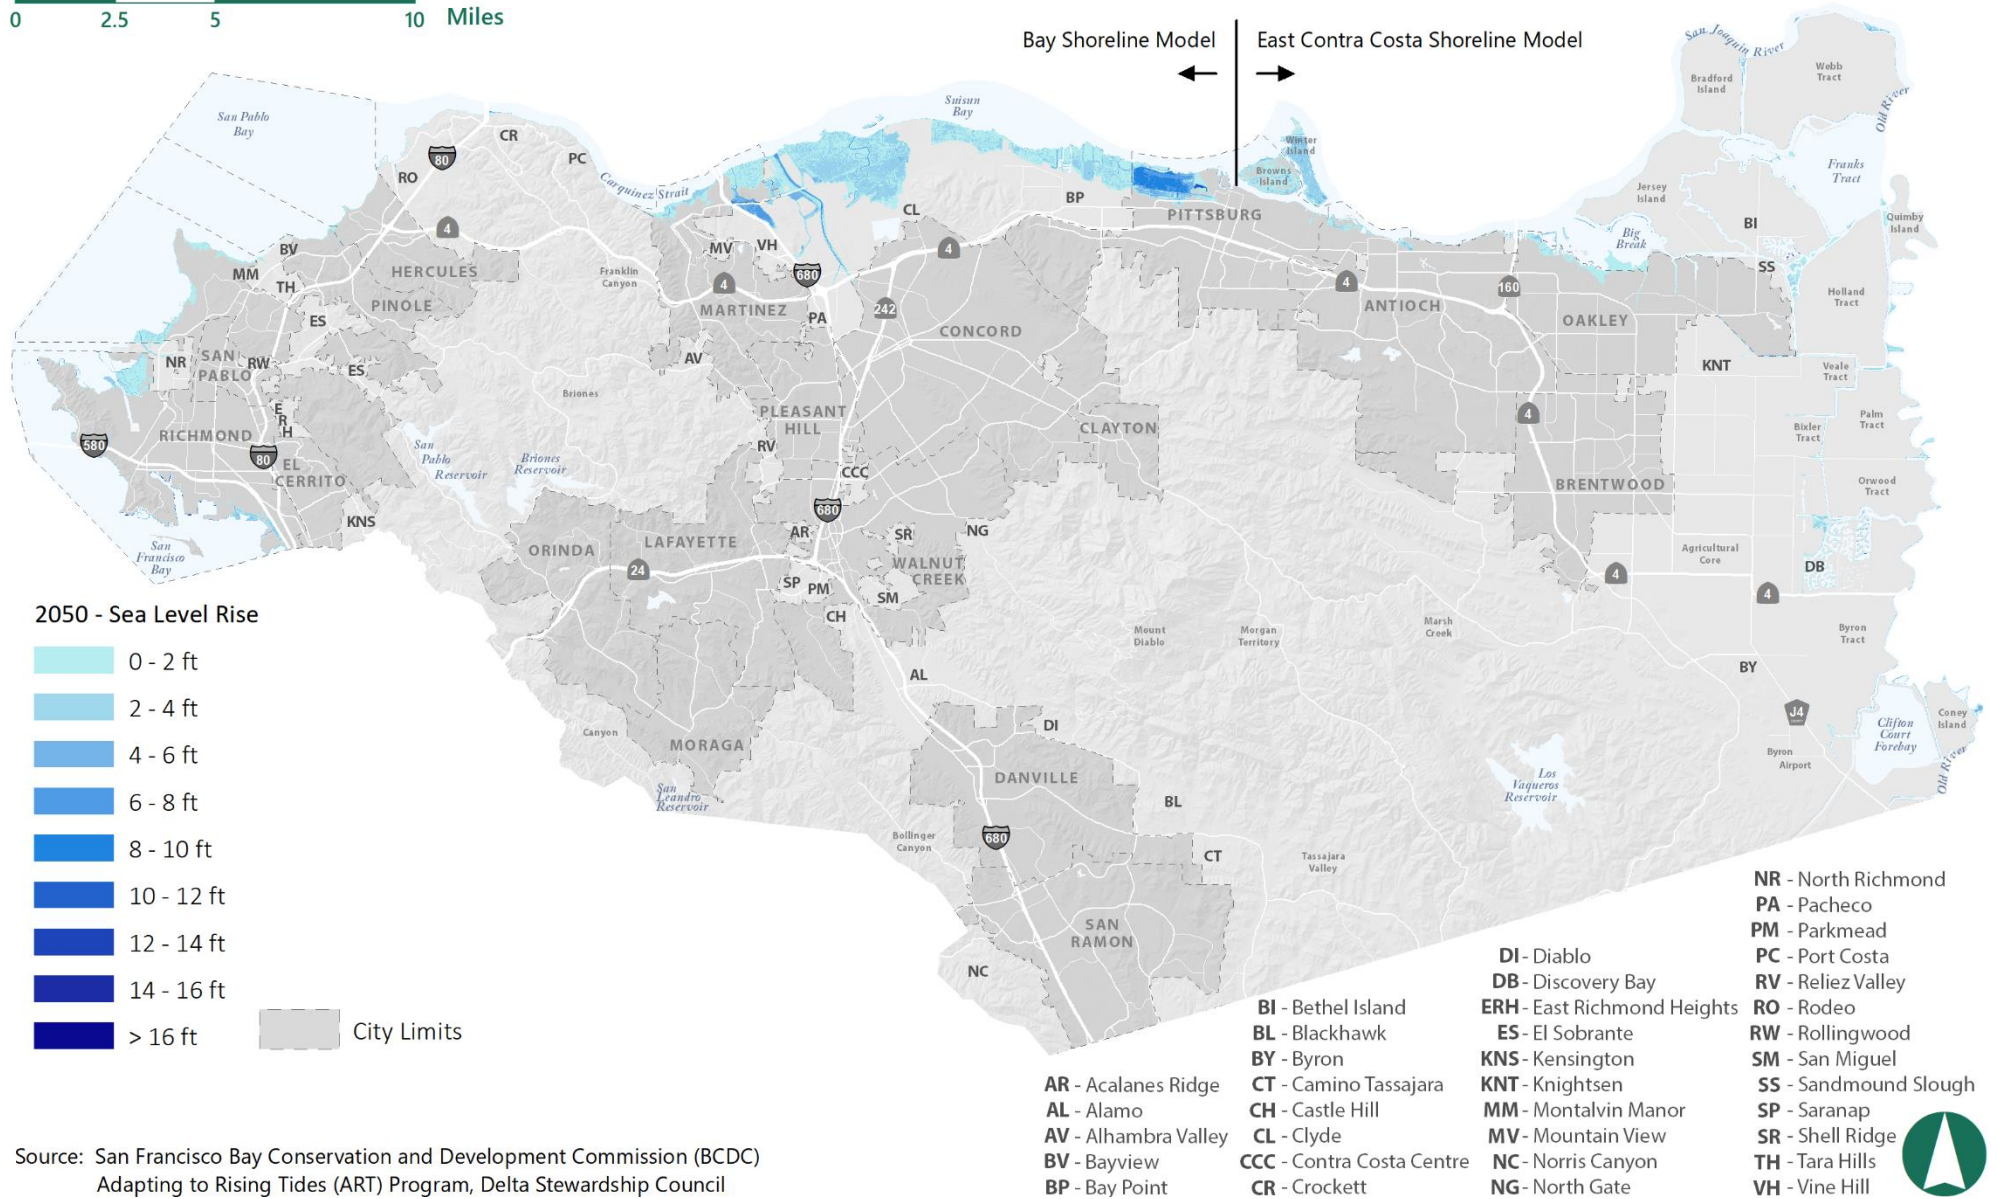 0 2.5 5 10 Miles
Bay Shoreline Model
East Contra Costa Shoreline Model
San Pablo
Bay
CR
PC
RO
80
4
Carquinez Strait
Suisun
Bay
Winter
Island
Browns
Island
San Joaquin River
Bradford
Island
Webb
Tract
Old River
Franks
Tract
Jersey
Island
BI
Quimby
Island
Big
Break
SS
Holland
Tract
BV
MM
TH
HERCULES
PINOLE
ES
Franklin
Canyon
MV
VH
680
4
MARTINEZ
PA
242
CL
4
BP
PITTSBURG
CONCORD
4
ANTIOCH
160
OAKLEY
KNT
Veale
Tract
NR
SAN
PABLO
RW
ES
AV
Briones
E
R
H
RICHMOND
580
80
EL
CERRITO
San
Pablo
Reservoir
Briones
Reservoir
PLEASANT
HILL
RV
CCC
CLAYTON
4
Palm
Tract
Bixler
Tract
BRENTWOOD
Orwood
Tract
KNS
San
Francisco
Bay
ORINDA
LAFAYETTE
24
680
AR
SR
NG
WALNUT
CREEK
SP
PM
SM
CH
Agricultural
Core
DB
4
4
Mount
Diablo
Morgan
Territory
Marsh
Creek
Byron
Tract
BY
AL
Canyon
MORAGA
San
Leandro
Reservoir
DI
DANVILLE
BL
J4
Clifton
Court
Forebay
Coney
Island
Old River
Byron
Airport
Los
Vaqueros
Reservoir
Bollinger
Canyon
680
CT
Tassajara
Valley
SAN
RAMON
NC
2050 - Sea Level Rise
0 - 2 ft
2 - 4 ft
4 - 6 ft
6 - 8 ft
8 - 10 ft
10 - 12 ft
12 - 14 ft
14 - 16 ft
> 16 ft
City Limits
AR - Acalanes Ridge
AL - Alamo
AV - Alhambra Valley
BV - Bayview
BP - Bay Point
BI - Bethel Island
BL - Blackhawk
BY - Byron
CT - Camino Tassajara
CH - Castle Hill
CL - Clyde
CCC - Contra Costa Centre
CR - Crockett
DI - Diablo
DB - Discovery Bay
ERH - East Richmond Heights
ES - El Sobrante
KNS - Kensington
KNT - Knightsen
MM - Montalvin Manor
MV - Mountain View
NC - Norris Canyon
NG - North Gate
NR - North Richmond
PA - Pacheco
PM - Parkmead
PC - Port Costa
RV - Reliez Valley
RO - Rodeo
RW - Rollingwood
SM - San Miguel
SS - Sandmound Slough
SP - Saranap
SR - Shell Ridge
TH - Tara Hills
VH - Vine Hill
Source: San Francisco Bay Conservation and Development Commission (BCDC)
Adapting to Rising Tides (ART) Program, Delta Stewardship Council